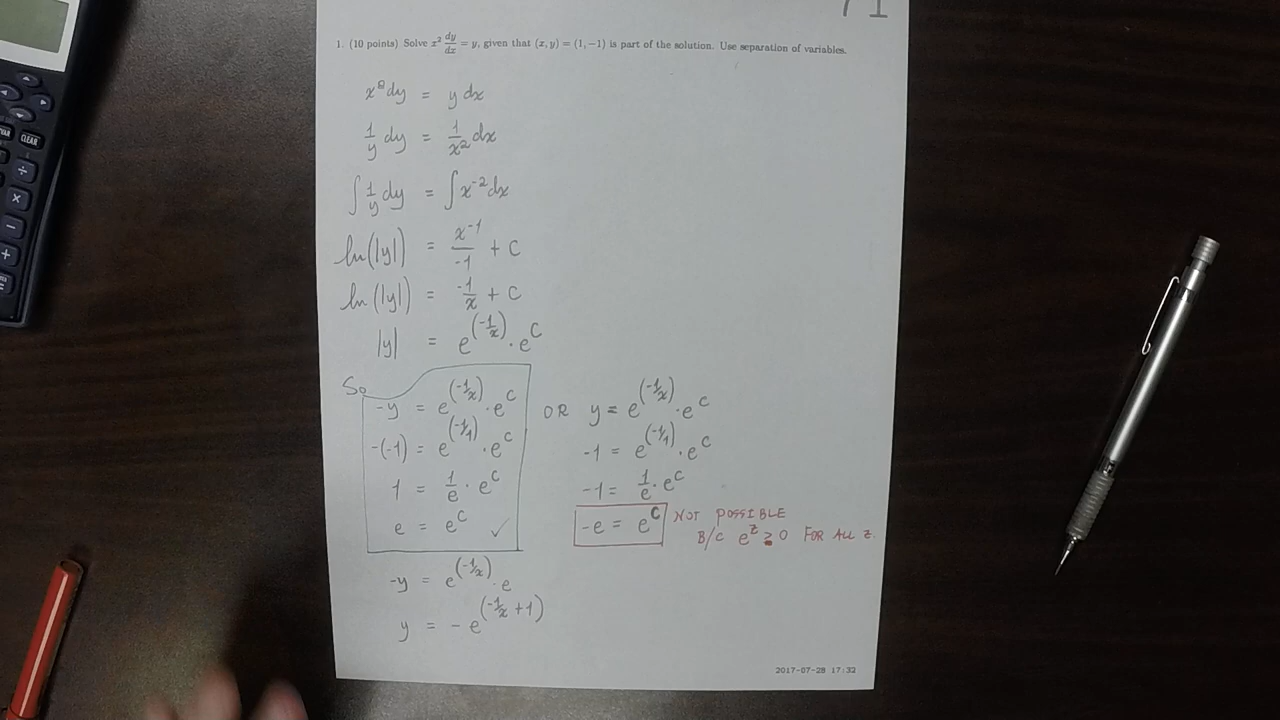 71
1. (10 points) Solve x² dy/dx = y, given that (x, y) = (1, −1) is part of the solution. Use separation of variables.
x² dy = y dx
1/y dy = 1/x² dx
∫ 1/y dy = ∫ x⁻² dx
ln(|y|) = x⁻¹/-1 + C
ln(|y|) = -1/x + C
|y| = e^(-1/x) · e^C
So
-y = e^(-1/x) · e^C OR y = e^(-1/x) · e^C
-(-1) = e^(-1/1) · e^C -1 = e^(-1/1) · e^C
1 = 1/e · e^C -1 = 1/e · e^C
e = e^C ✓ -e = e^C NOT POSSIBLE
B/C e^z ≥ 0 FOR ALL z.
-y = e^(-1/x) · e
y = - e^(-1/x + 1)
2017-07-28 17:32
CLEAR
÷
×
−
+